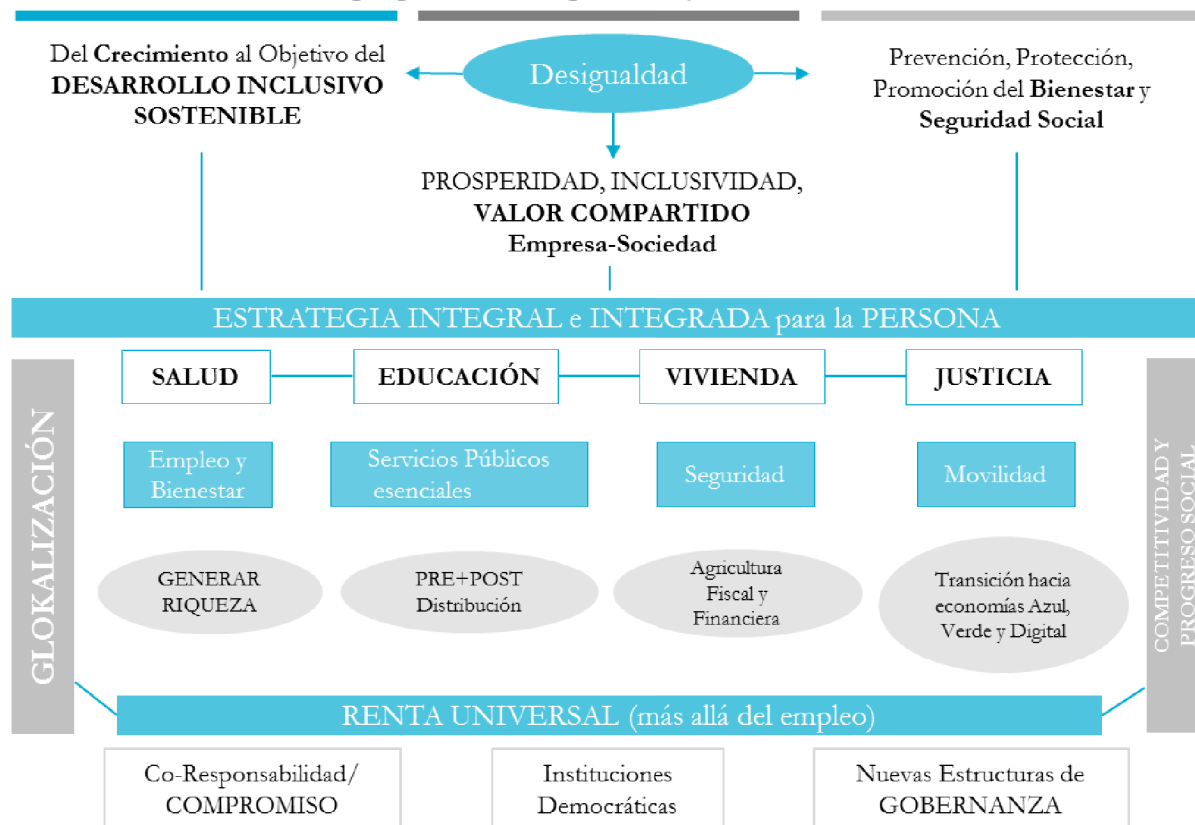 Desigualdad
Del Crecimiento al Objetivo del
DESARROLLO INCLUSIVO
SOSTENIBLE
Prevención, Protección,
Promoción del Bienestar y
Seguridad Social
PROSPERIDAD, INCLUSIVIDAD,
VALOR COMPARTIDO
Empresa-Sociedad
ESTRATEGIA INTEGRAL e INTEGRADA para la PERSONA
GLOKALIZACIÓN
SALUD
EDUCACIÓN
VIVIENDA
JUSTICIA
Empleo y
Bienestar
Servicios Públicos
esenciales
Seguridad
Movilidad
GENERAR
RIQUEZA
PRE+POST
Distribución
Agricultura
Fiscal y
Financiera
Transición hacia
economías Azul,
Verde y Digital
COMPETITIVIDAD Y
PROGRESO SOCIAL
RENTA UNIVERSAL (más allá del empleo)
Co-Responsabilidad/
COMPROMISO
Instituciones
Democráticas
Nuevas Estructuras de
GOBERNANZA